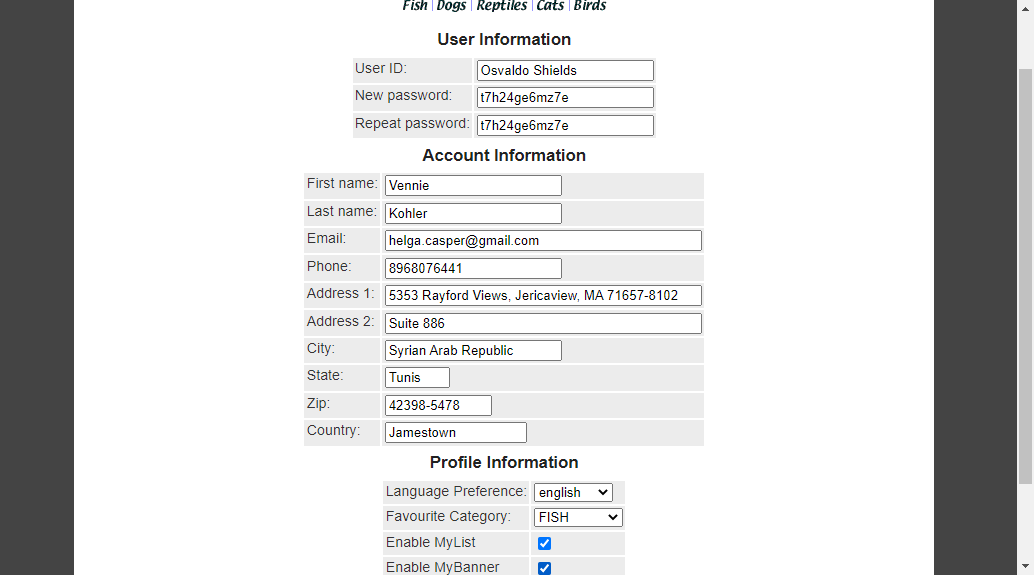 Fish | Dogs | Reptiles | Cats | Birds
User Information
User ID: Osvaldo Shields
New password: t7h24ge6mz7e
Repeat password: t7h24ge6mz7e
Account Information
First name: Vennie
Last name: Kohler
Email: helga.casper@gmail.com
Phone: 8968076441
Address 1: 5353 Rayford Views, Jericaview, MA 71657-8102
Address 2: Suite 886
City: Syrian Arab Republic
State: Tunis
Zip: 42398-5478
Country: Jamestown
Profile Information
Language Preference: english
Favourite Category: FISH
Enable MyList
Enable MyBanner